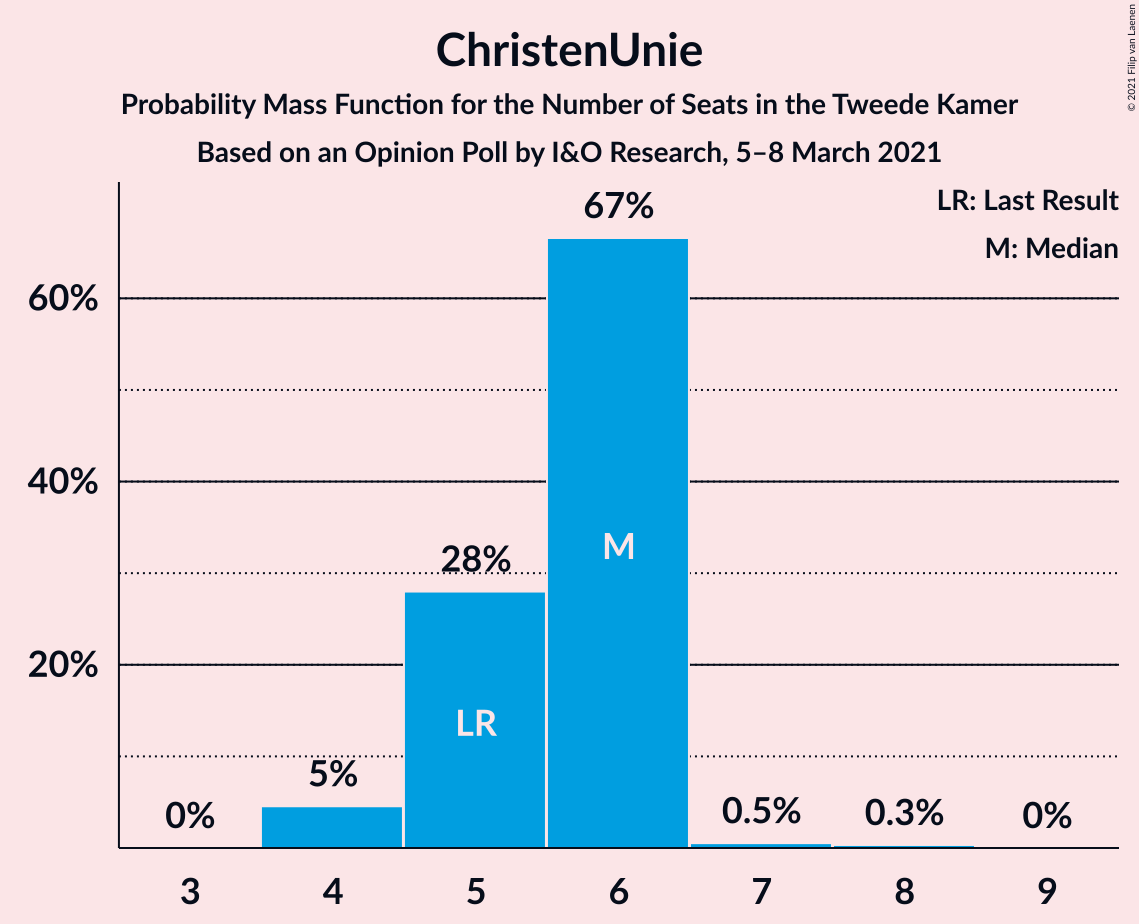 ChristenUnie
Probability Mass Function for the Number of Seats in the Tweede Kamer
Based on an Opinion Poll by I&O Research, 5–8 March 2021
© 2021 Filip van Laenen
LR: Last Result
M: Median
67%
60%
40%
M
28%
20%
LR
5%
0%
0.5%
0.3%
0%
3 4 5 6 7 8 9